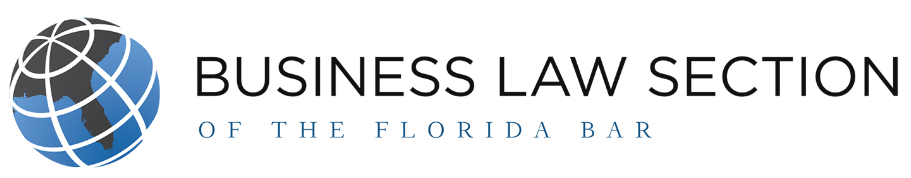 BUSINESS LAW SECTION
OF THE FLORIDA BAR